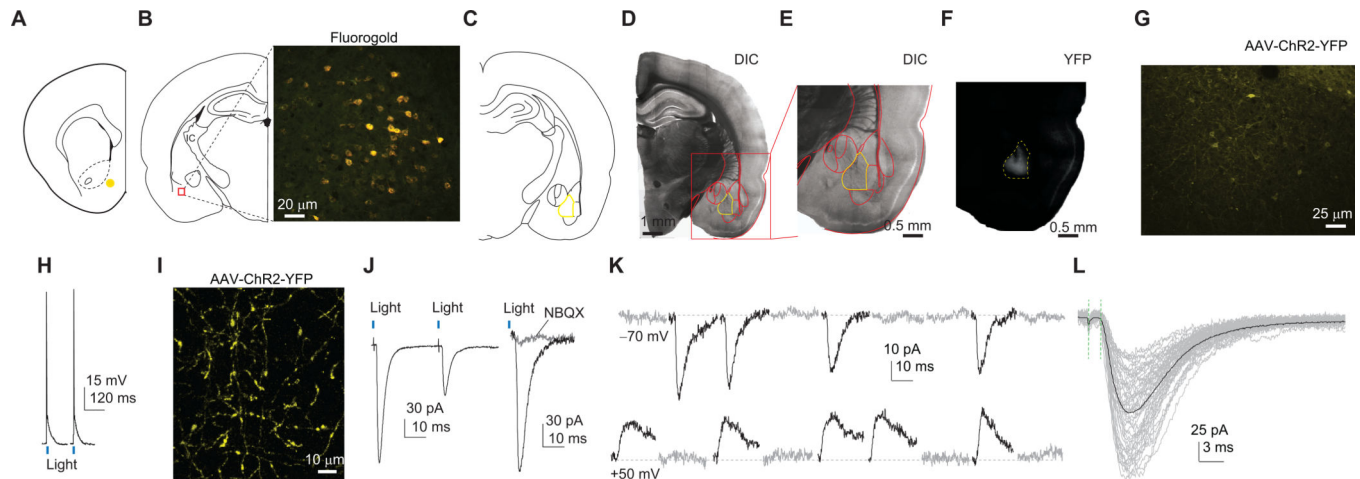 A
B
C
D
E
F
G
Fluorogold
DIC
DIC
YFP
AAV-ChR2-YFP
IC
20 μm
1 mm
0.5 mm
0.5 mm
25 μm
H
I
J
K
L
AAV-ChR2-YFP
Light
Light
Light
NBQX
−70 mV
10 pA
10 ms
15 mV
120 ms
30 pA
10 ms
30 pA
10 ms
25 pA
3 ms
Light
10 μm
+50 mV